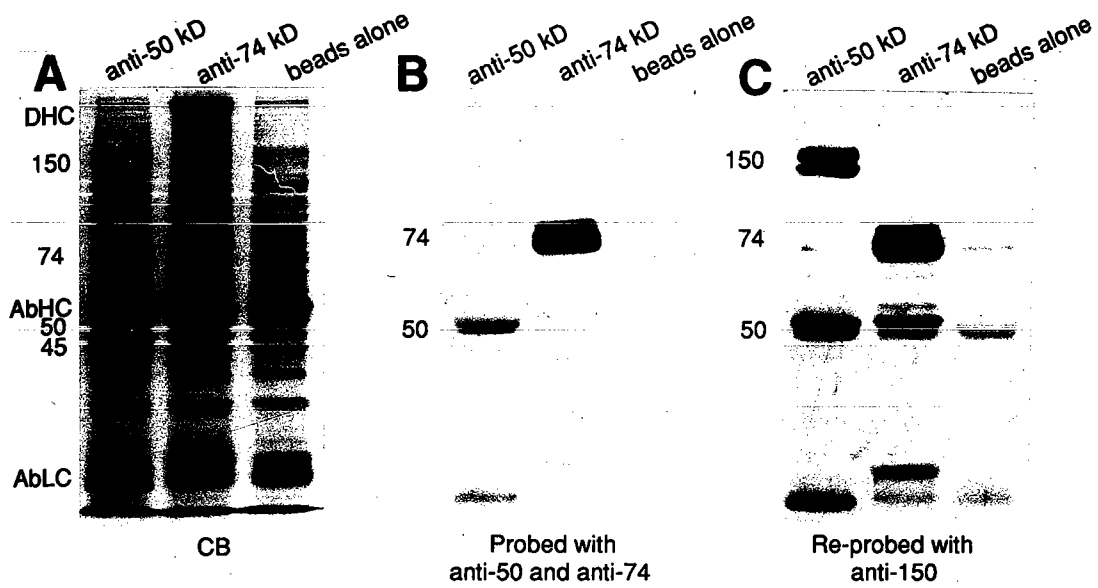 A
anti-50 kD
anti-74 kD
beads alone
DHC
150
74
AbHC
50
45
AbLC
CB
B
anti-50 kD
anti-74 kD
beads alone
74
50
Probed with
anti-50 and anti-74
C
anti-50 kD
anti-74 kD
beads alone
150
74
50
Re-probed with
anti-150